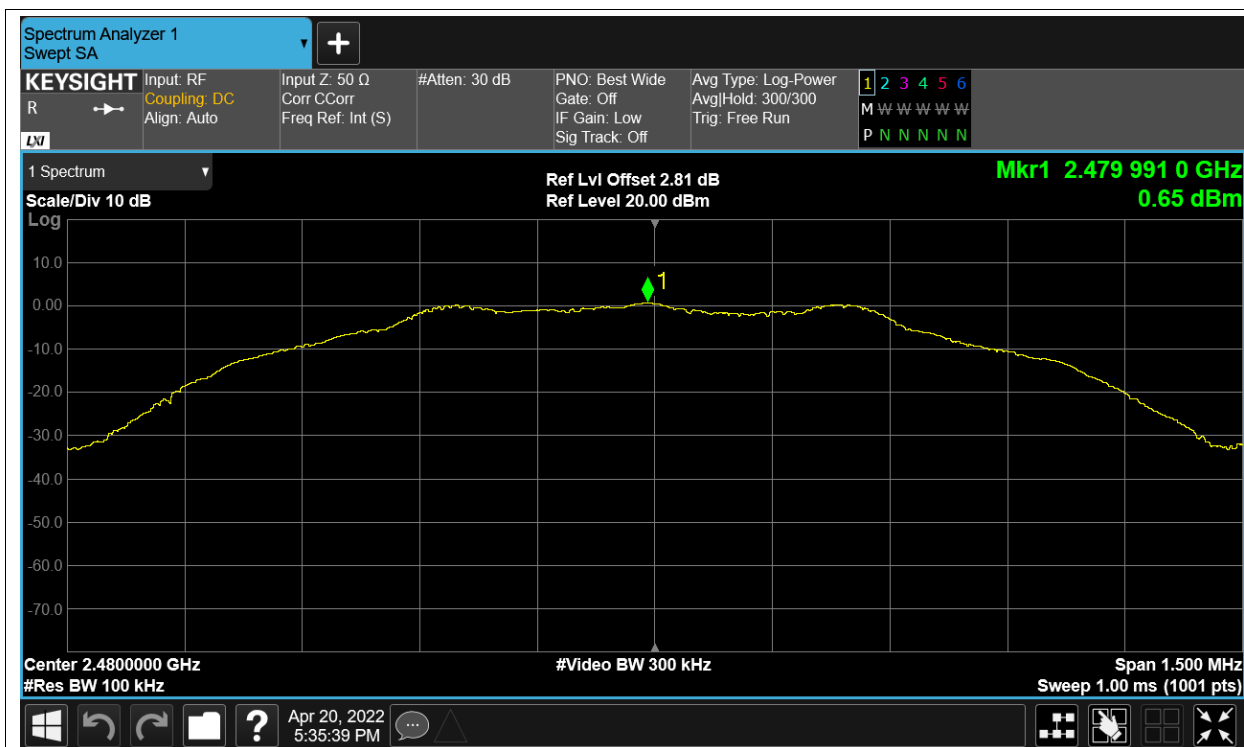 Spectrum Analyzer 1
Swept SA
+
KEYSIGHT
R
LXI
Input: RF
Coupling: DC
Align: Auto
Input Z: 50 Ω
Corr CCorr
Freq Ref: Int (S)
#Atten: 30 dB
PNO: Best Wide
Gate: Off
IF Gain: Low
Sig Track: Off
Avg Type: Log-Power
Avg|Hold: 300/300
Trig: Free Run
1 2 3 4 5 6
M W W W W W
P N N N N N
1 Spectrum
Scale/Div 10 dB
Log
Ref Lvl Offset 2.81 dB
Ref Level 20.00 dBm
Mkr1 2.479 991 0 GHz
0.65 dBm
1
10.0
0.00
-10.0
-20.0
-30.0
-40.0
-50.0
-60.0
-70.0
Center 2.4800000 GHz
#Res BW 100 kHz
#Video BW 300 kHz
Span 1.500 MHz
Sweep 1.00 ms (1001 pts)
?
Apr 20, 2022
5:35:39 PM